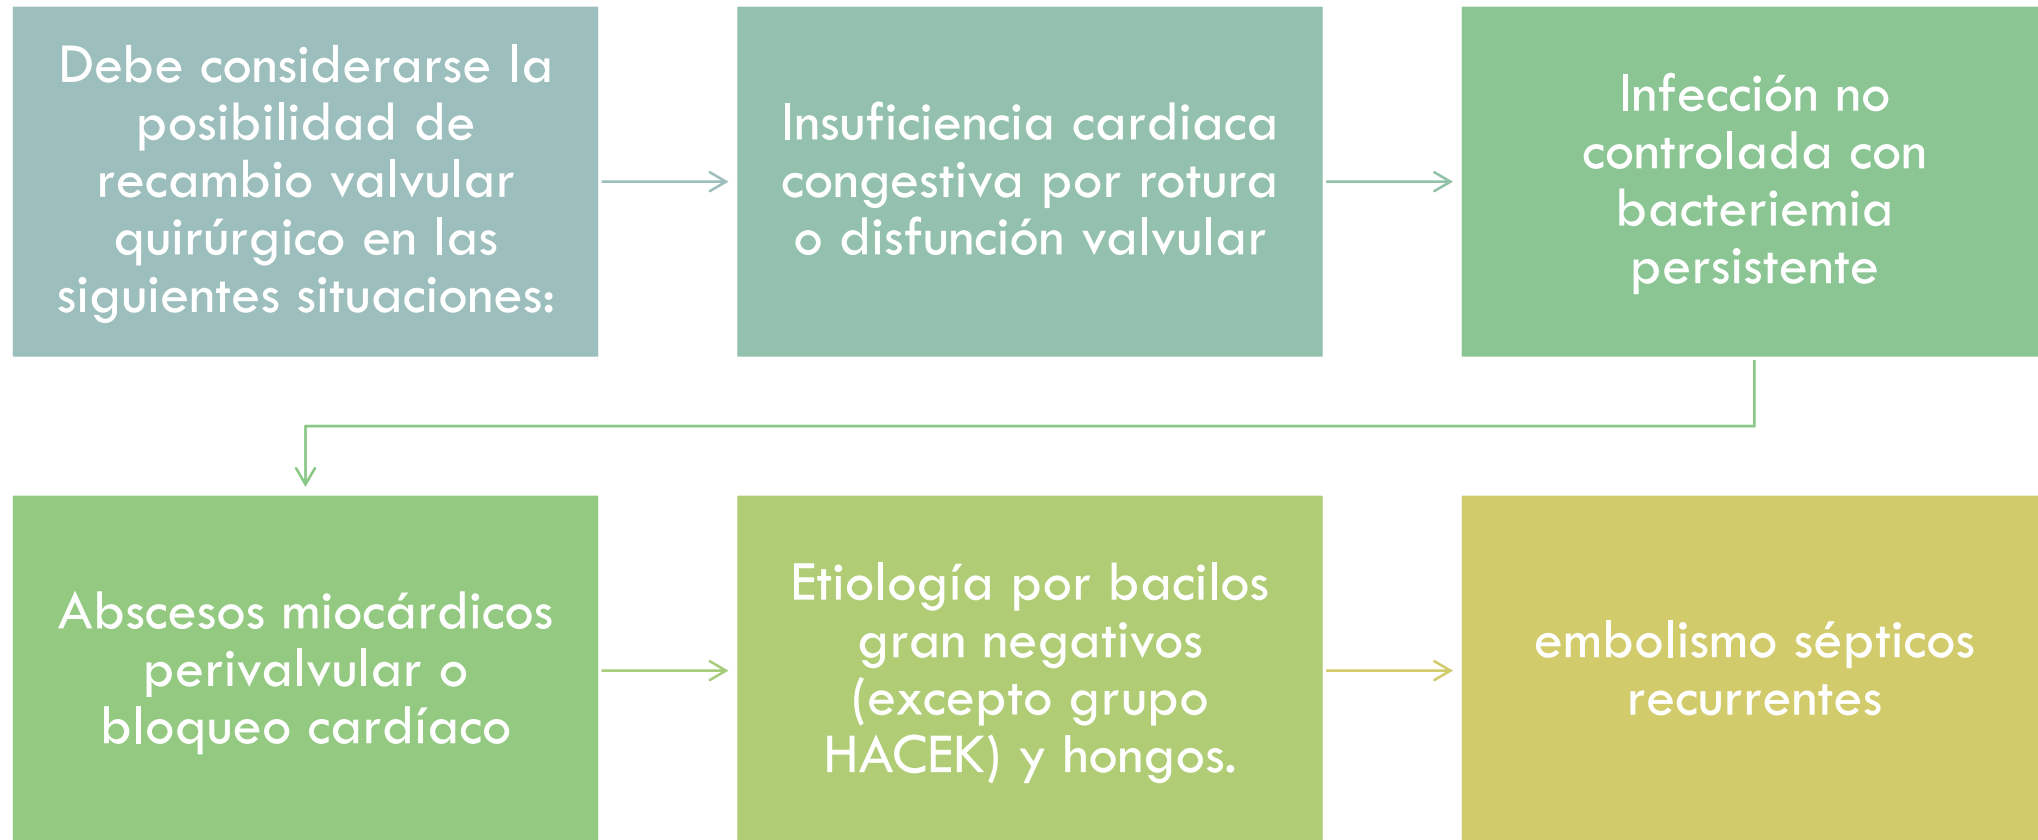 Debe considerarse la
posibilidad de
recambio valvular
quirúrgico en las
siguientes situaciones:
Insuficiencia cardiaca
congestiva por rotura
o disfunción valvular
Infección no
controlada con
bacteriemia
persistente
Abscesos miocárdicos
perivalvular o
bloqueo cardíaco
Etiología por bacilos
gran negativos
(excepto grupo
HACEK) y hongos.
embolismo sépticos
recurrentes